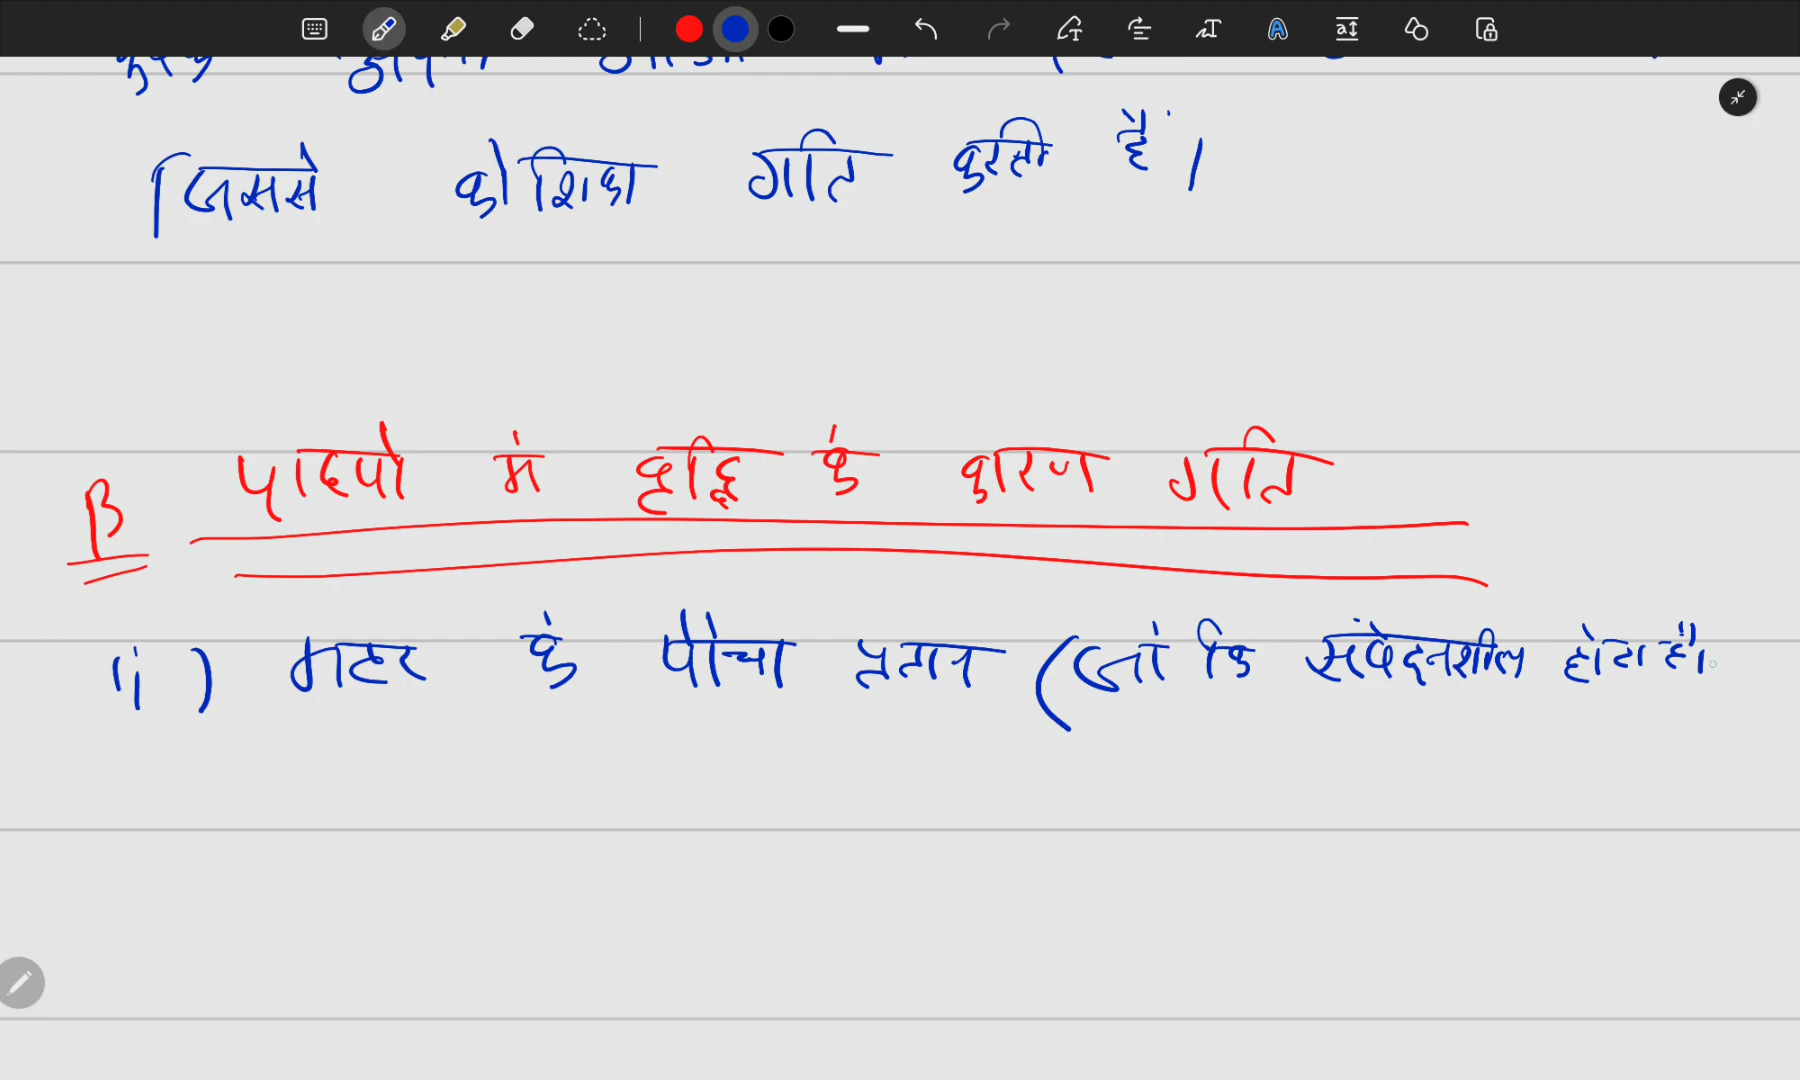 जिससे कोशिका गति करती है।
B पादपो में वृद्धि के कारण गति
(i) मटर के पौंचा प्रतान (जो कि संवेदनशील होता है।